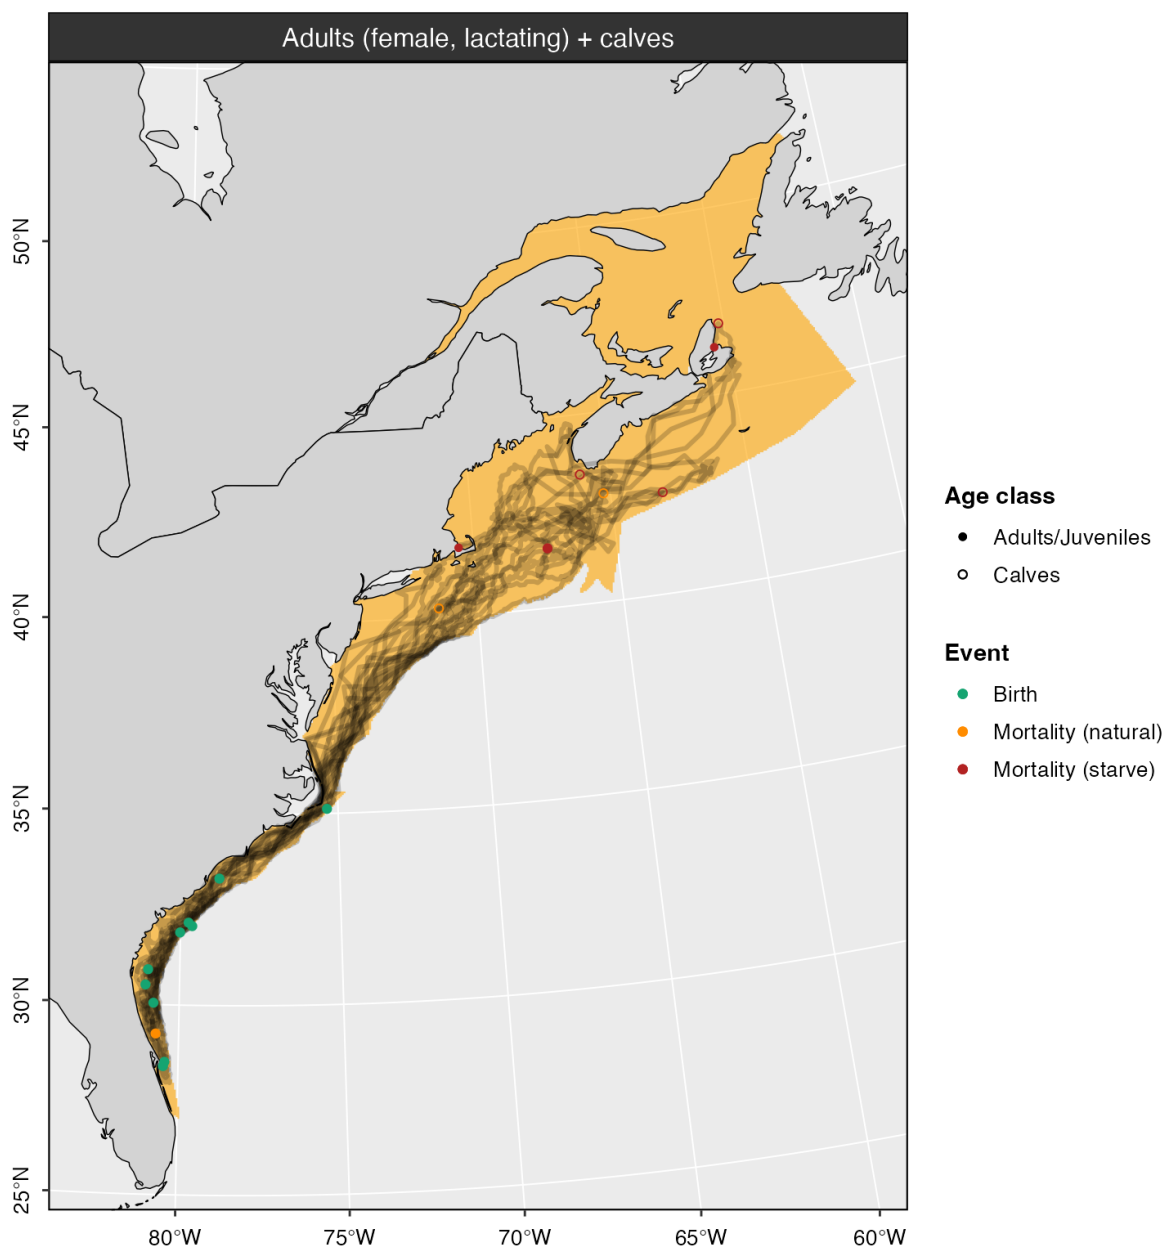 Adults (female, lactating) + calves
50°N
45°N
40°N
35°N
30°N
25°N
80°W
75°W
70°W
65°W
60°W
Age class
Adults/Juveniles
Calves
Event
Birth
Mortality (natural)
Mortality (starve)